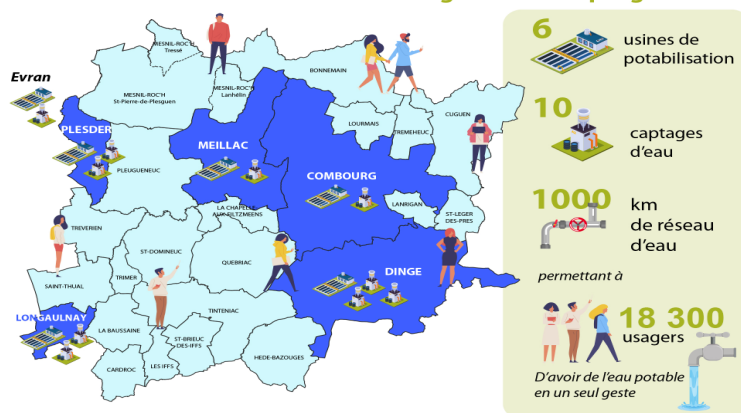 Evran
MESNIL-ROC'H
Tressé
MESNIL-ROC'H
St-Pierre-de-Plesguen
MESNIL-ROC'H
Lanhélin
BONNEMAIN
CUGUEN
LOURMAIS
TREMEHEUC
PLESDER
MEILLAC
PLEUGUENEUC
COMBOURG
LANRIGAN
ST-LEGER
DES-PRES
LA CHAPELLE
AUX-FILTZMEENS
TREVERIEN
ST-DOMINEUC
QUEBRIAC
DINGE
SAINT-THUAL
TRIMER
TINTENIAC
LONGAULNAY
LA BAUSSAINE
ST-BRIEUC
DES-IFFS
HEDE-BAZOUGES
CARDROC
LES IFFS
6
usines de
potabilisation
10
captages
d'eau
1000
km
de réseau
d'eau
permettant à
18 300
usagers
D'avoir de l'eau potable
en un seul geste